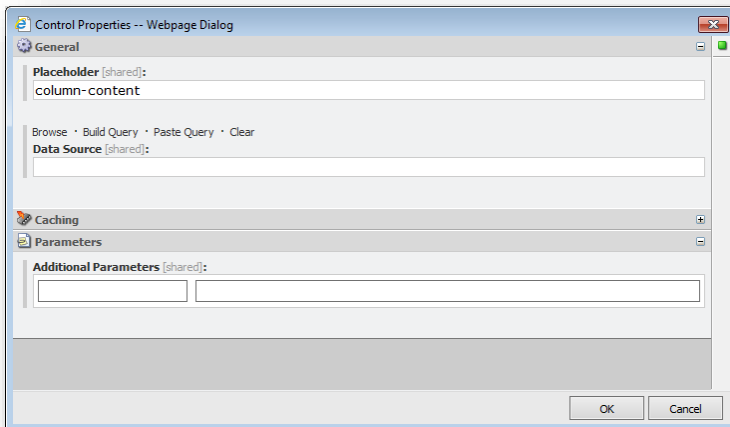 Control Properties -- Webpage Dialog
General
Placeholder [shared]:
column-content
Browse · Build Query · Paste Query · Clear
Data Source [shared]:
Caching
Parameters
Additional Parameters [shared]:
OK Cancel